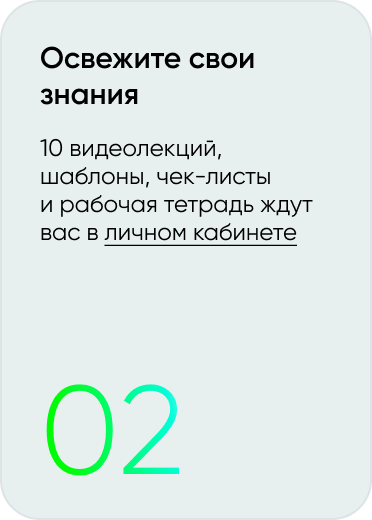 Освежите свои
знания
10 видеолекций,
шаблоны, чек-листы
и рабочая тетрадь ждут
вас в личном кабинете
02